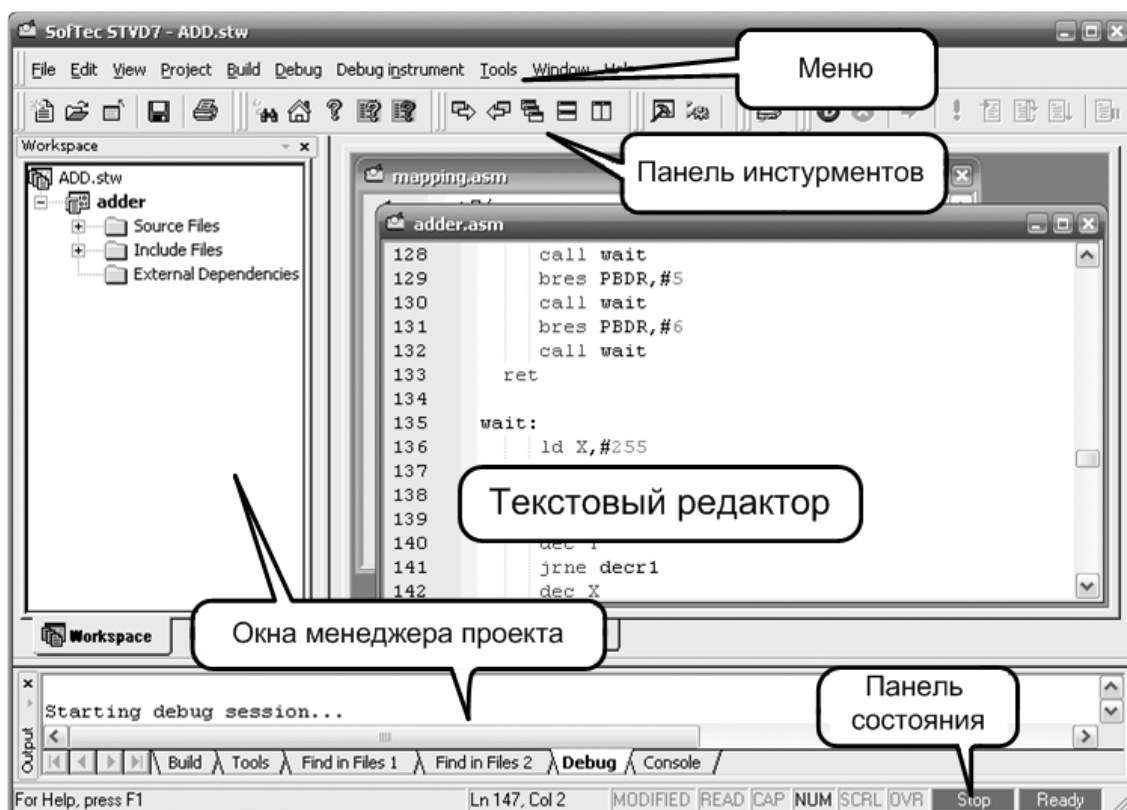 SofTec STVD7 - ADD.stw
File Edit View Project Build Debug Debug instrument Tools Window
Меню
Workspace
Панель инстурментов
ADD.stw
adder
Source Files
Include Files
External Dependencies
mapping.asm
adder.asm
128 call wait
129 bres PBDR,#5
130 call wait
131 bres PBDR,#6
132 call wait
133 ret
134
135 wait:
136 ld X,#255
137
138
Текстовый редактор
139
140 dec Y
141 jrne decr1
142 dec X
Окна менеджера проекта
Workspace
Панель
состояния
Starting debug session...
Output
Build Tools Find in Files 1 Find in Files 2 Debug Console
For Help, press F1 Ln 147, Col 2 MODIFIED READ CAP NUM SCRL OVR Stop Ready